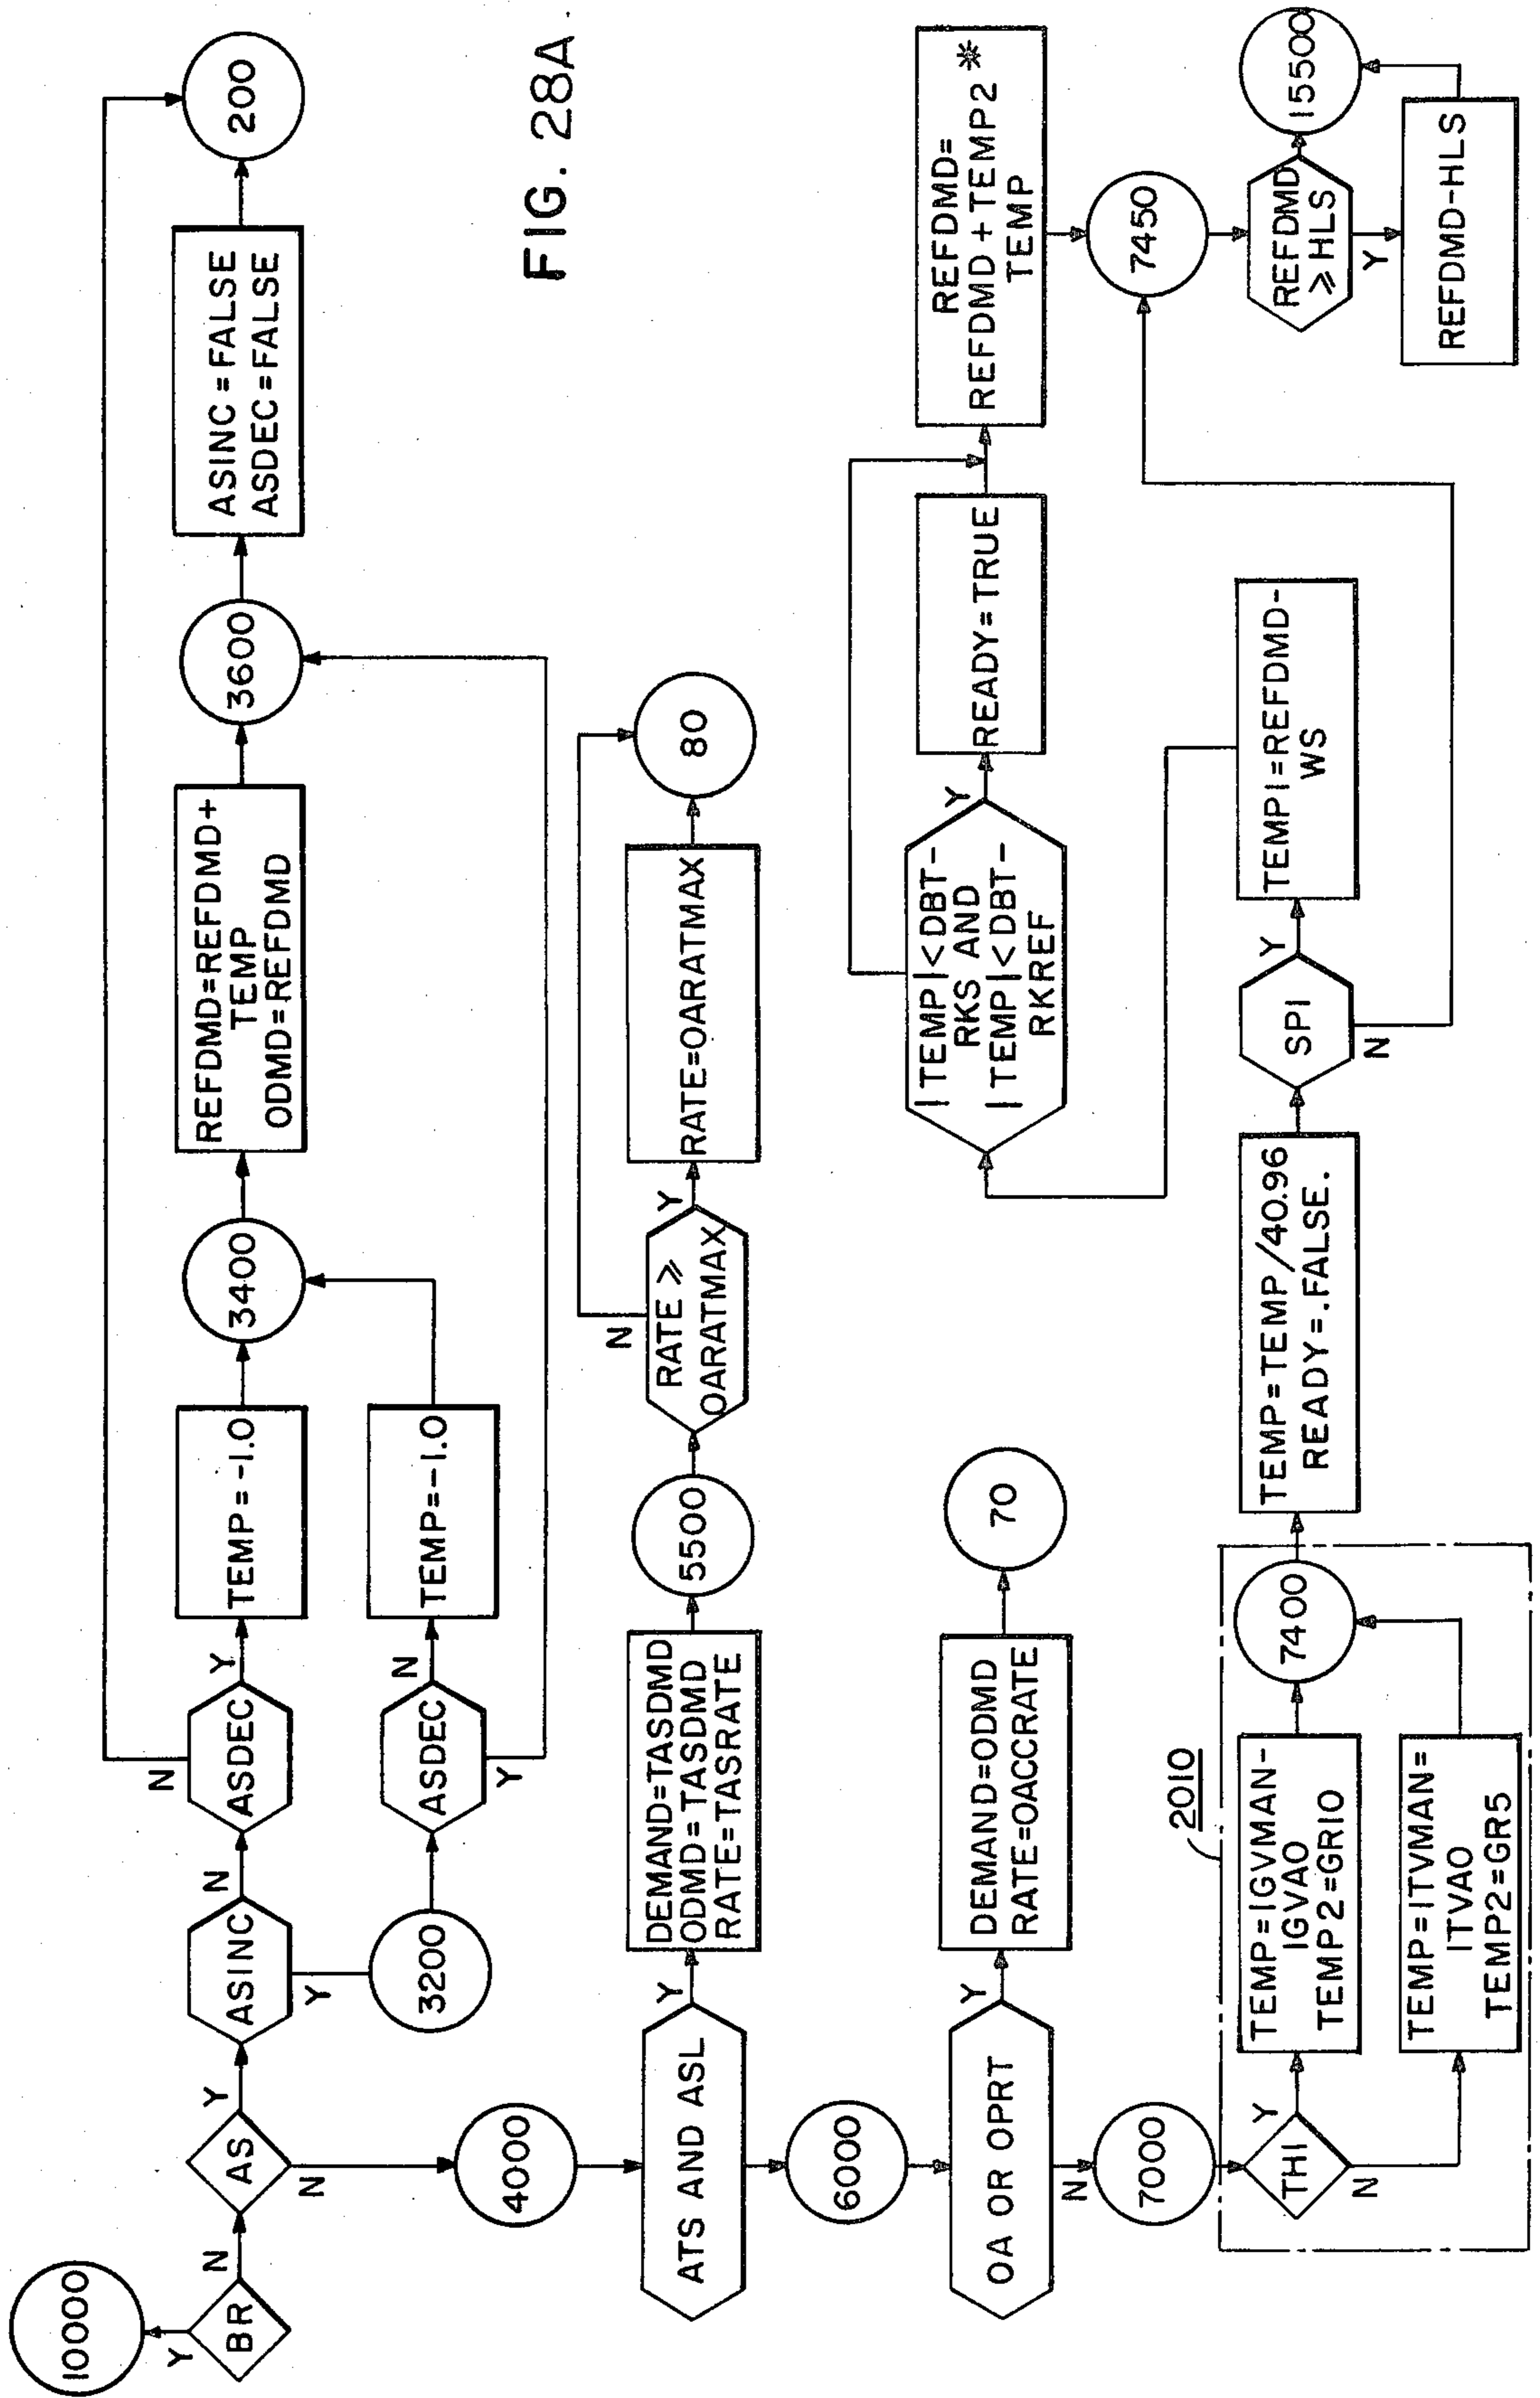 FIG. 28A
10000
Y
BR
N
AS
Y
N
ASINC
N
Y
ASDEC
N
Y
TEMP=-1.0
3400
REFDMD=REFDMD+
TEMP
ODMD=REFDMD
3600
ASINC=FALSE
ASDEC=FALSE
200
3200
ASDEC
N
Y
TEMP=-1.0
4000
ATS AND ASL
Y
DEMAND=TASDMD
ODMD=TASDMD
RATE=TASRATE
5500
RATE ≥
OARATMAX
N
Y
RATE=OARATMAX
80
6000
OA OR OPRT
Y
N
DEMAND=ODMD
RATE=OACCRATE
70
7000
2010
THI
Y
N
TEMP=IGVMAN-
IGVAO
TEMP2=GR10
TEMP=ITVMAN=
ITVAO
TEMP2=GR5
7400
TEMP=TEMP/40.96
READY=.FALSE.
SPI
Y
N
TEMP1=REFDMD-
WS
|TEMP|<DBT-
RKS AND
|TEMP|<DBT-
RKREF
Y
READY=TRUE
REFDMD=
REFDMD+TEMP2*
TEMP
7450
REFDMD
≥HLS
Y
REFDMD-HLS
15500